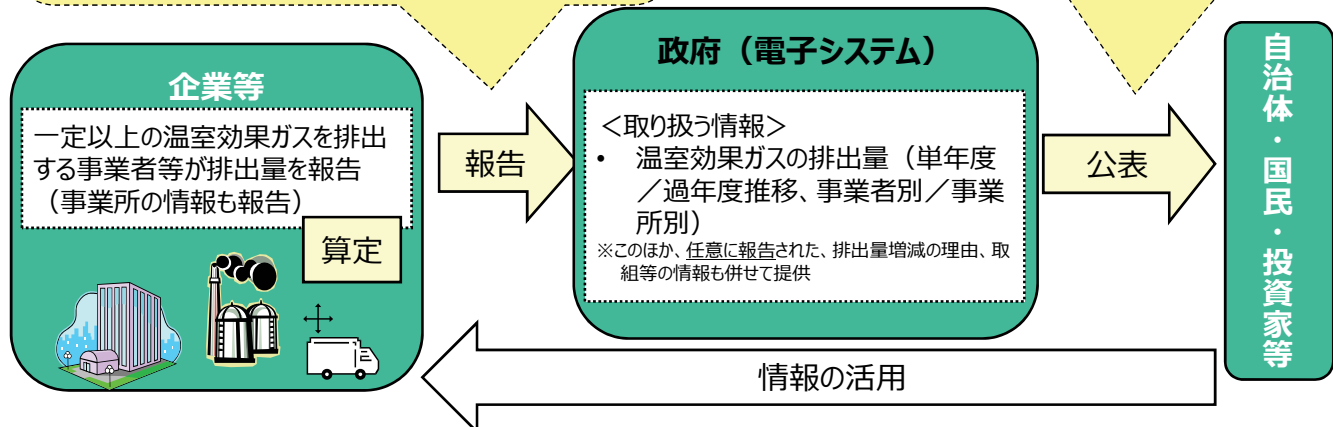 企業等
一定以上の温室効果ガスを排出
する事業者等が排出量を報告
（事業所の情報も報告）
算定
報告
政府（電子システム）
＜取り扱う情報＞
• 温室効果ガスの排出量（単年度
／過年度推移、事業者別／事業
所別）
※このほか、任意に報告された、排出量増減の理由、取
組等の情報も併せて提供
公表
自治体・国民・投資家等
情報の活用